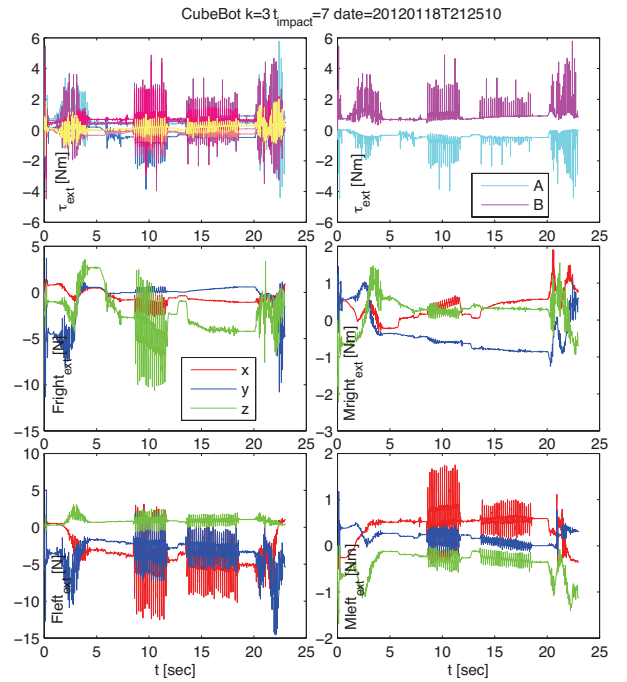 CubeBot k=3 t_impact=7 date=20120118T212510
6
4
2
0
−2
−4
−6
0 5 10 15 20 25
τ_ext [Nm]
6
4
2
0
−2
−4
−6
0 5 10 15 20 25
τ_ext [Nm]
A
B
5
0
−5
−10
−15
0 5 10 15 20 25
Fright_ext [N]
x
y
z
2
1
0
−1
−2
−3
0 5 10 15 20 25
Mright_ext [Nm]
10
5
0
−5
−10
−15
0 5 10 15 20 25
Fleft_ext [N]
t [sec]
2
1
0
−1
−2
0 5 10 15 20 25
Mleft_ext [Nm]
t [sec]